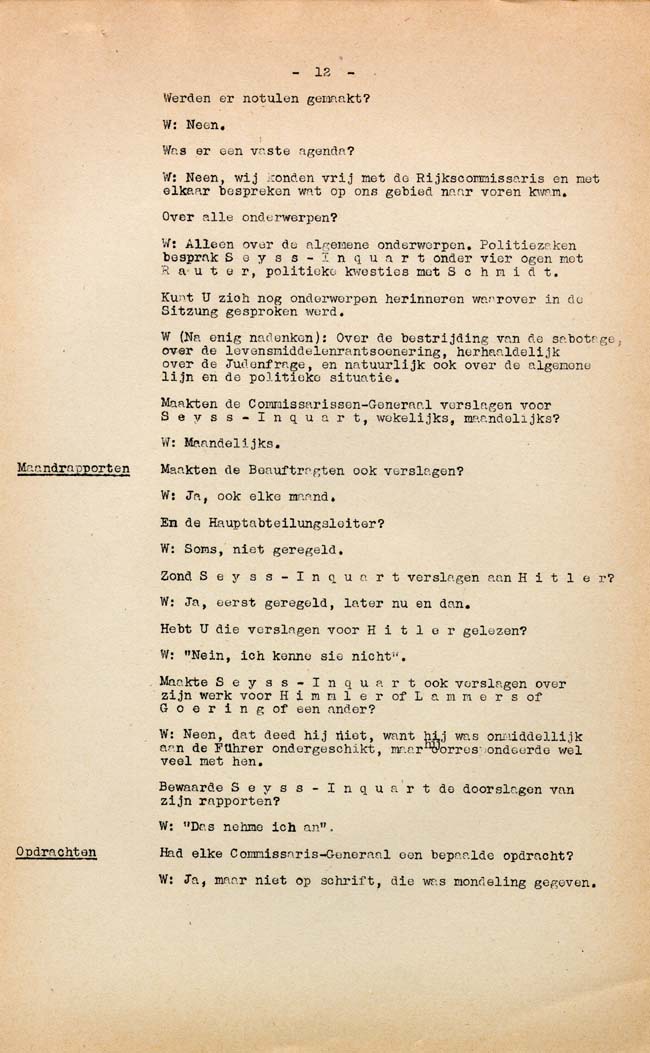 - 12 -
Werden er notulen gemaakt?
W: Neen.
Was er een vaste agenda?
W: Neen, wij konden vrij met de Rijkscommissaris en met
elkaar bespreken wat op ons gebied naar voren kwam.
Over alle onderwerpen?
W: Alleen over de algemene onderwerpen. Politiezaken
besprak S e y s s - I n q u a r t onder vier ogen met
R a u t e r, politieke kwesties met S c h m i d t.
Kunt U zich nog onderwerpen herinneren waarover in de
Sitzung gesproken werd.
W (Na enig nadenken): Over de bestrijding van de sabotage,
over de levensmiddelenrantsoenering, herhaaldelijk
over de Judenfrage, en natuurlijk ook over de algemene
lijn en de politieke situatie.
Maakten de Commissarissen-Generaal verslagen voor
S e y s s - I n q u a r t, wekelijks, maandelijks?
W: Maandelijks.
Maandrapporten Maakten de Beauftragten ook verslagen?
W: Ja, ook elke maand.
En de Hauptabteilungsleiter?
W: Soms, niet geregeld.
Zond S e y s s - I n q u a r t verslagen aan H i t l e r?
W: Ja, eerst geregeld, later nu en dan.
Hebt U die verslagen voor H i t l e r gelezen?
W: "Nein, ich kenne sie nicht".
Maakte S e y s s - I n q u a r t ook verslagen over
zijn werk voor H i m m l e r of L a m m e r s of
G o e r i n g of een ander?
W: Neen, dat deed hij niet, want hij was onmiddellijk
aan de Führer ondergeschikt, maar hij correspondeerde wel
veel met hen.
Bewaarde S e y s s - I n q u a r t de doorslagen van
zijn rapporten?
W: "Das nehme ich an".
Opdrachten Had elke Commissaris-Generaal een bepaalde opdracht?
W: Ja, maar niet op schrift, die was mondeling gegeven.